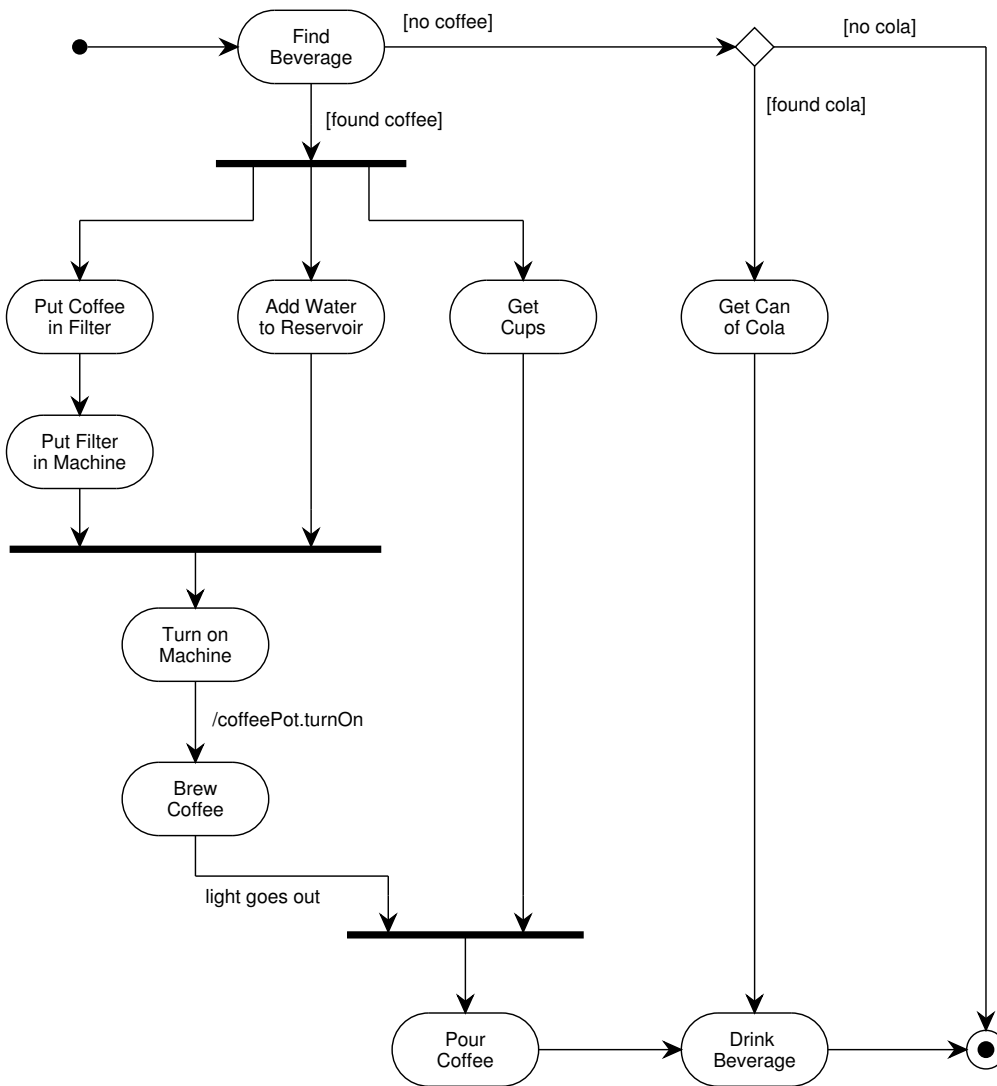 Find
Beverage
[no coffee]
[no cola]
[found coffee]
[found cola]
Put Coffee
in Filter
Add Water
to Reservoir
Get
Cups
Get Can
of Cola
Put Filter
in Machine
Turn on
Machine
/coffeePot.turnOn
Brew
Coffee
light goes out
Pour
Coffee
Drink
Beverage